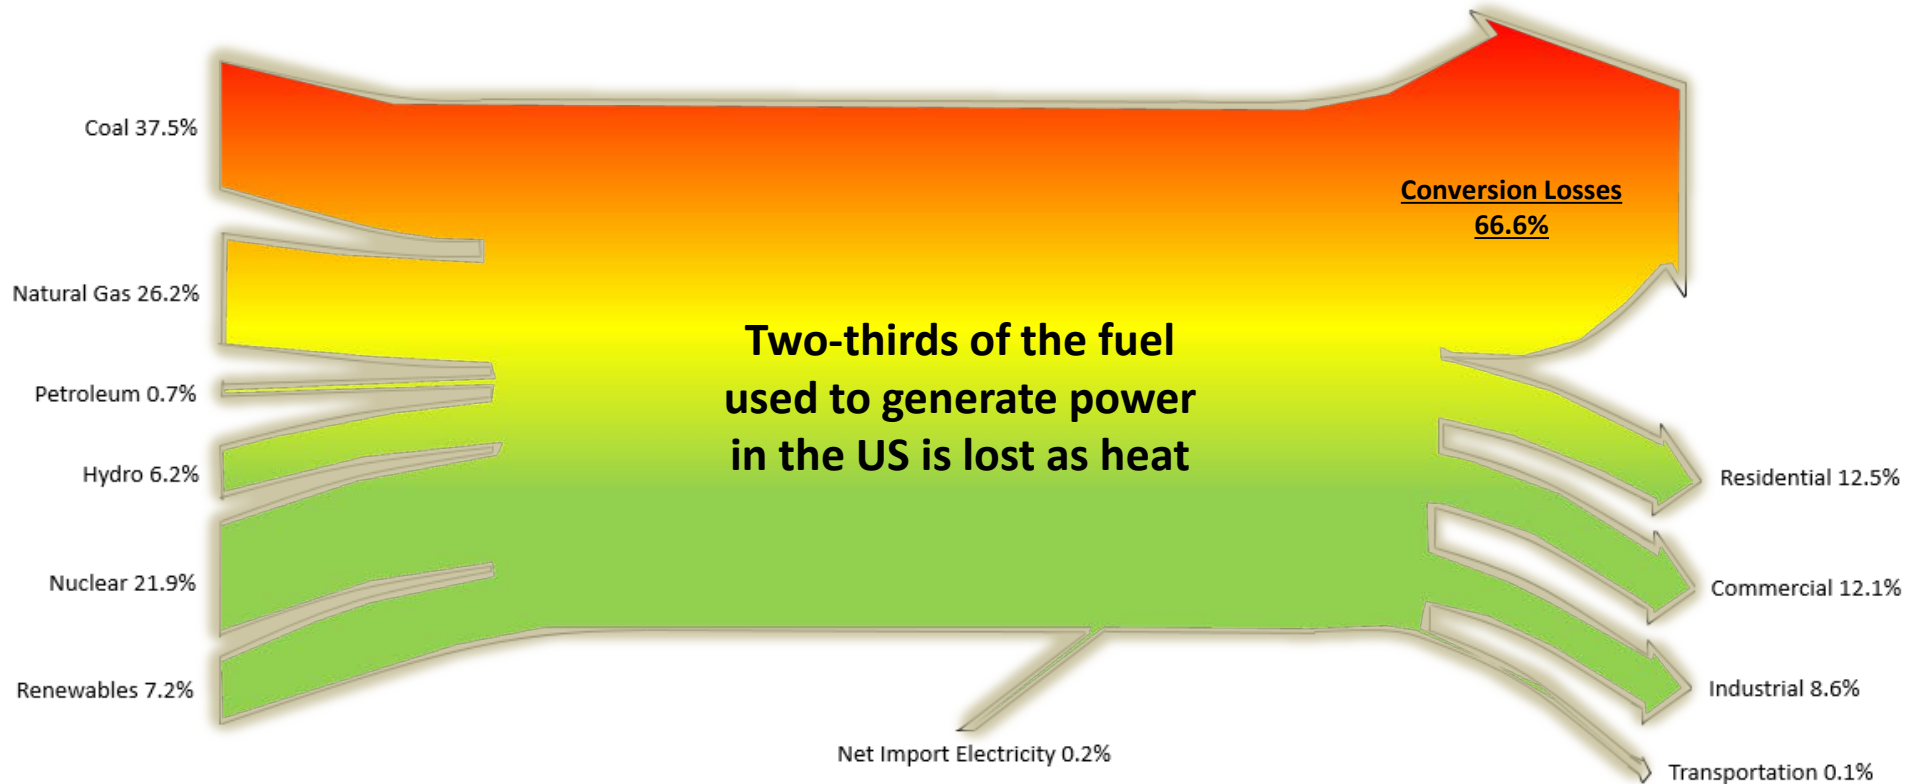 Coal 37.5%
Natural Gas 26.2%
Petroleum 0.7%
Hydro 6.2%
Nuclear 21.9%
Renewables 7.2%
Two-thirds of the fuel
used to generate power
in the US is lost as heat
Net Import Electricity 0.2%
Conversion Losses
66.6%
Residential 12.5%
Commercial 12.1%
Industrial 8.6%
Transportation 0.1%